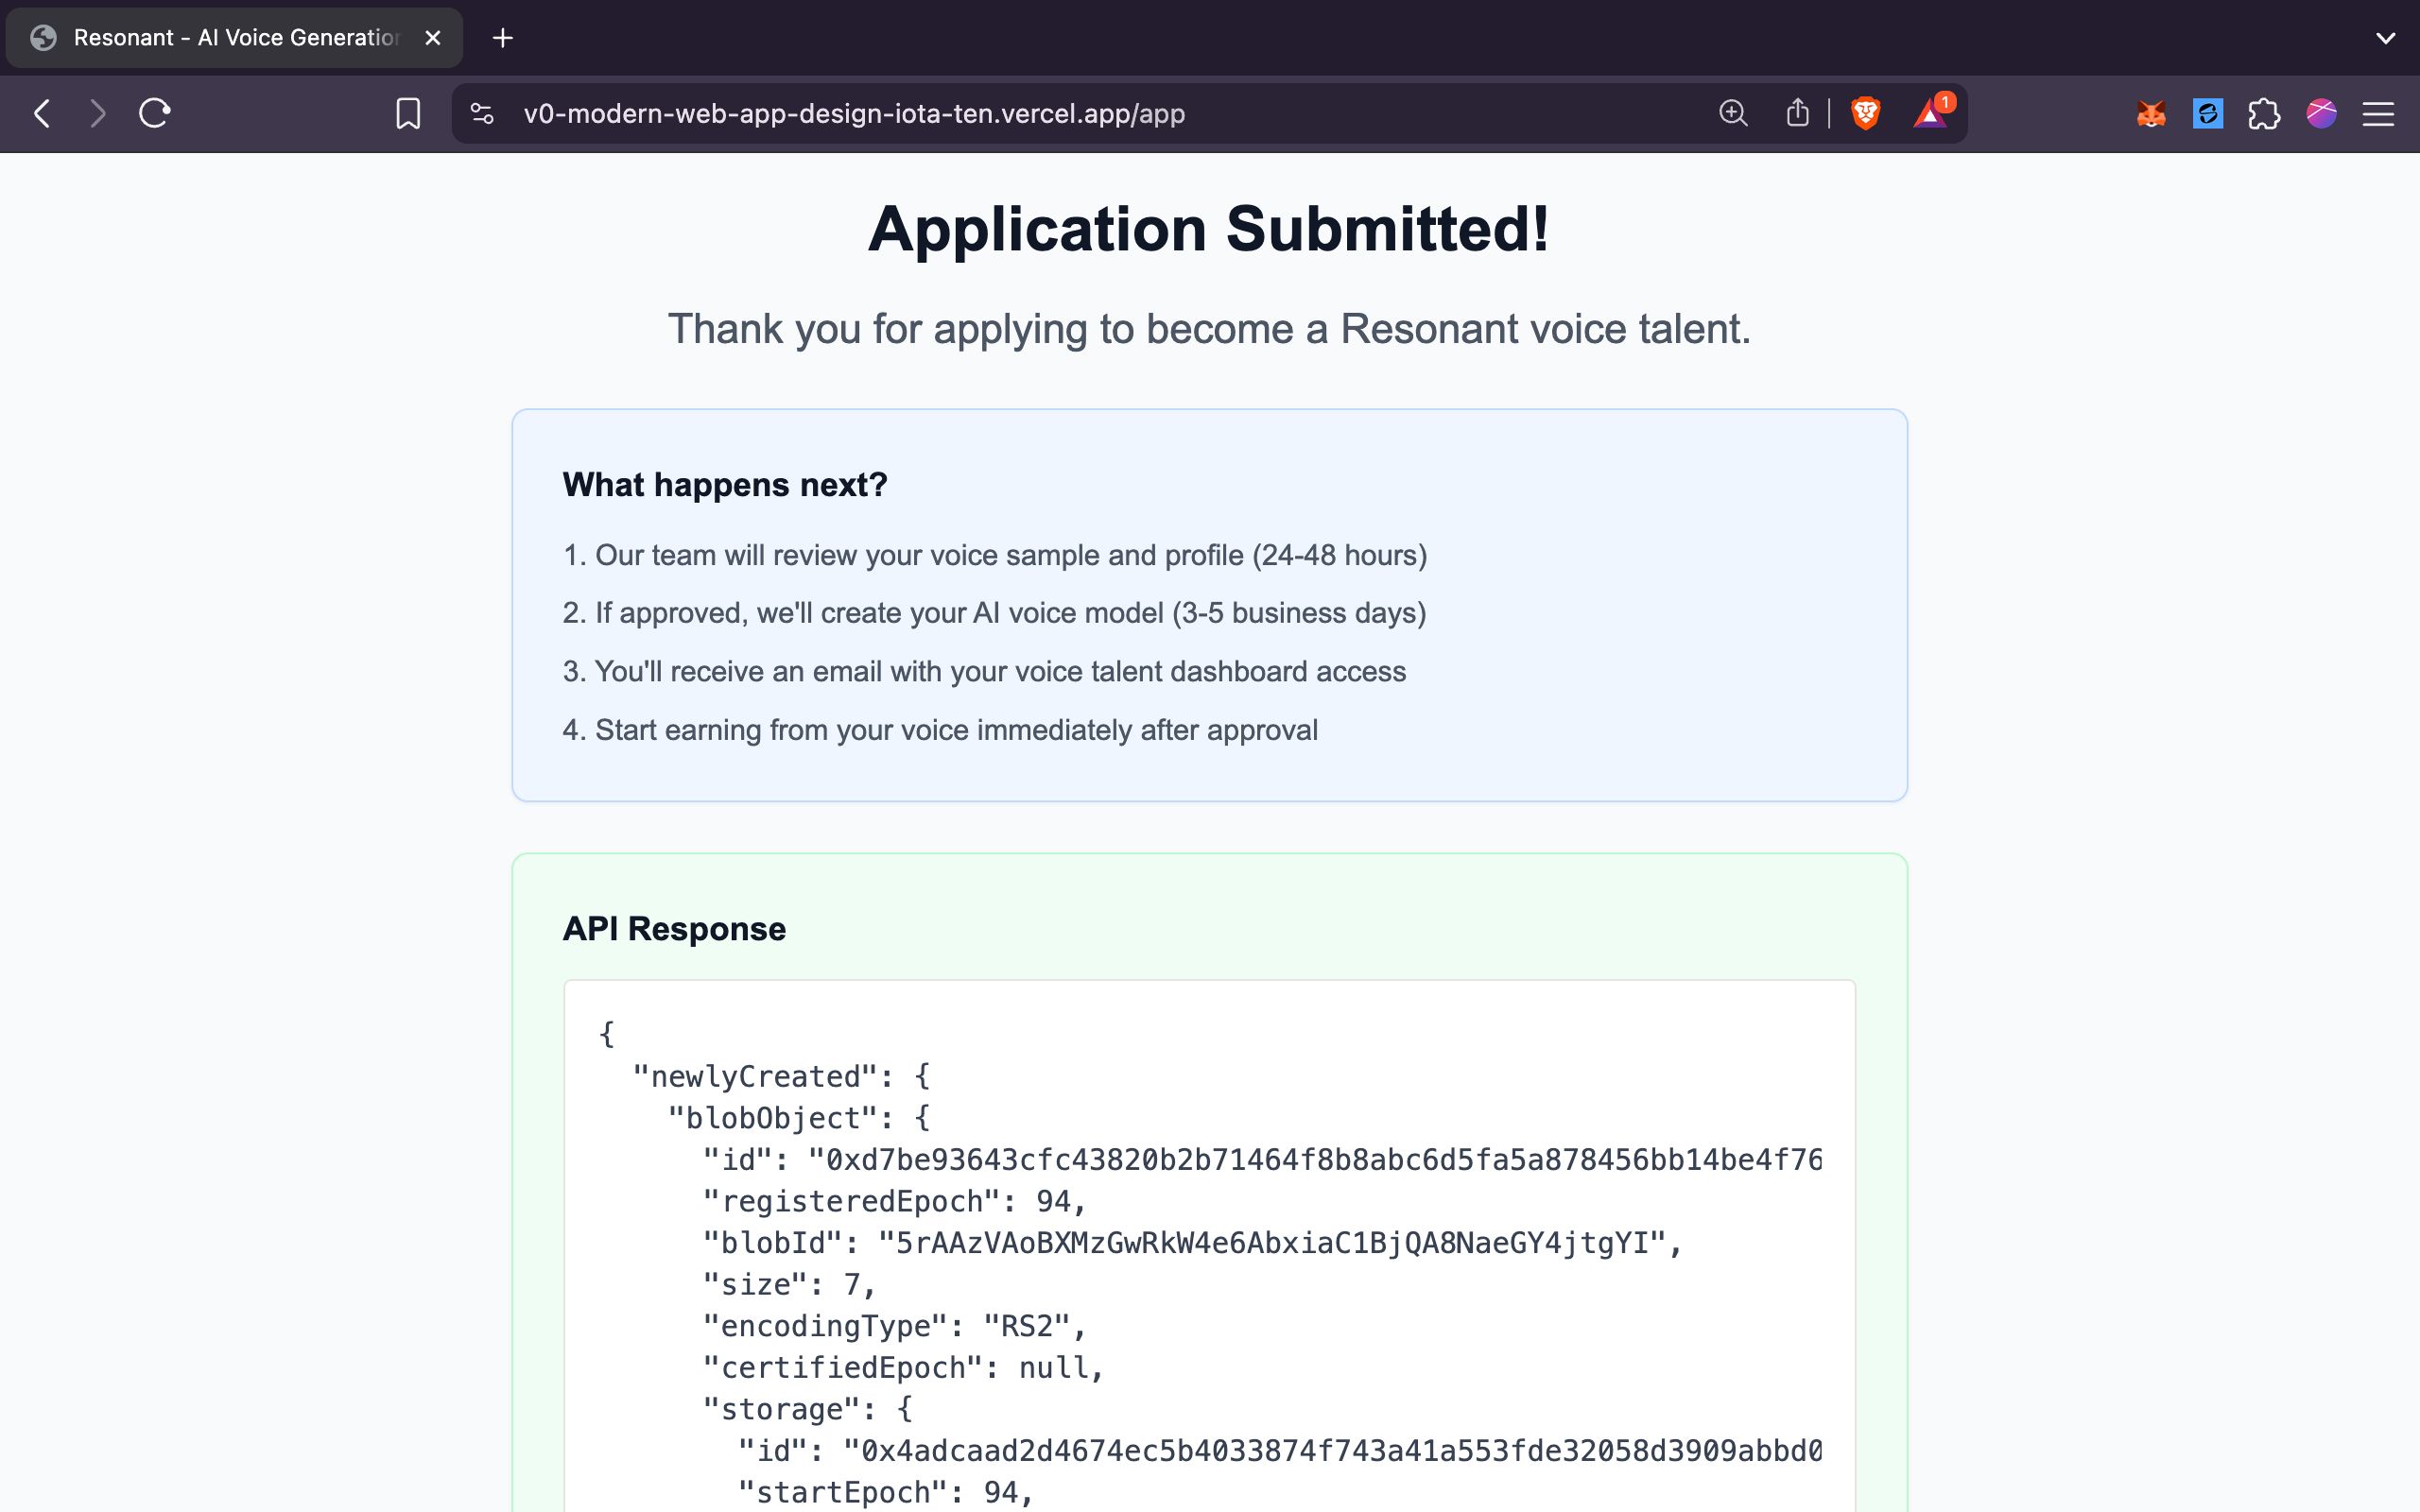 Resonant - AI Voice Generation
v0-modern-web-app-design-iota-ten.vercel.app/app
1
Application Submitted!
Thank you for applying to become a Resonant voice talent.
What happens next?
1. Our team will review your voice sample and profile (24-48 hours)
2. If approved, we'll create your AI voice model (3-5 business days)
3. You'll receive an email with your voice talent dashboard access
4. Start earning from your voice immediately after approval
API Response
{
"newlyCreated": {
"blobObject": {
"id": "0xd7be93643cfc43820b2b71464f8b8abc6d5fa5a878456bb14be4f76
"registeredEpoch": 94,
"blobId": "5rAAzVAoBXMzGwRkW4e6AbxiaC1BjQA8NaeGY4jtgYI",
"size": 7,
"encodingType": "RS2",
"certifiedEpoch": null,
"storage": {
"id": "0x4adcaad2d4674ec5b4033874f743a41a553fde32058d3909abbd0
"startEpoch": 94,